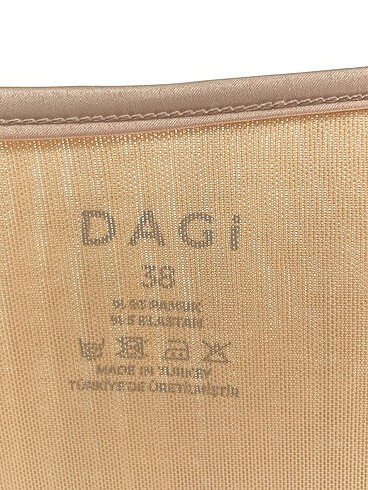 DAGi
38
% 95 PAMUK
% 5 ELASTAN
MADE IN TURKEY
TÜRKİYE'DE ÜRETİLMİŞTİR